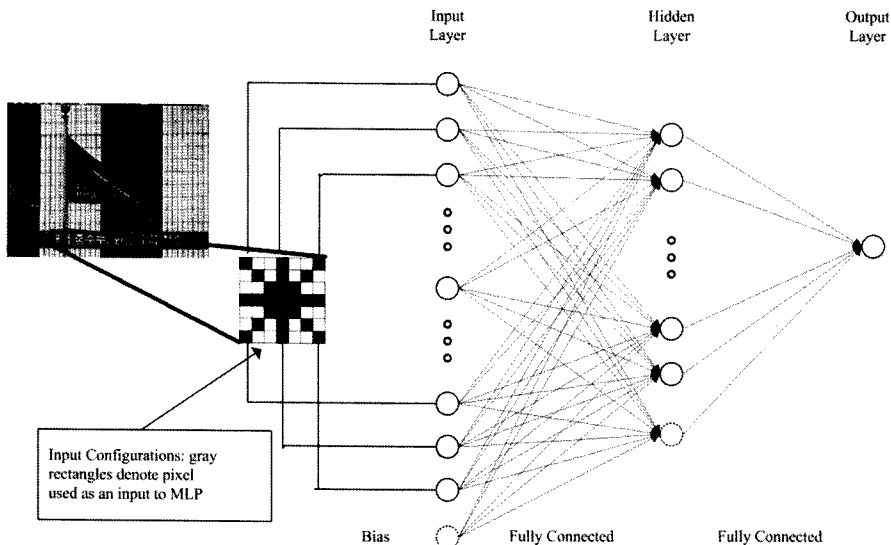 Input
Layer
Hidden
Layer
Output
Layer
Input Configurations: gray
rectangles denote pixel
used as an input to MLP
Bias
Fully Connected
Fully Connected